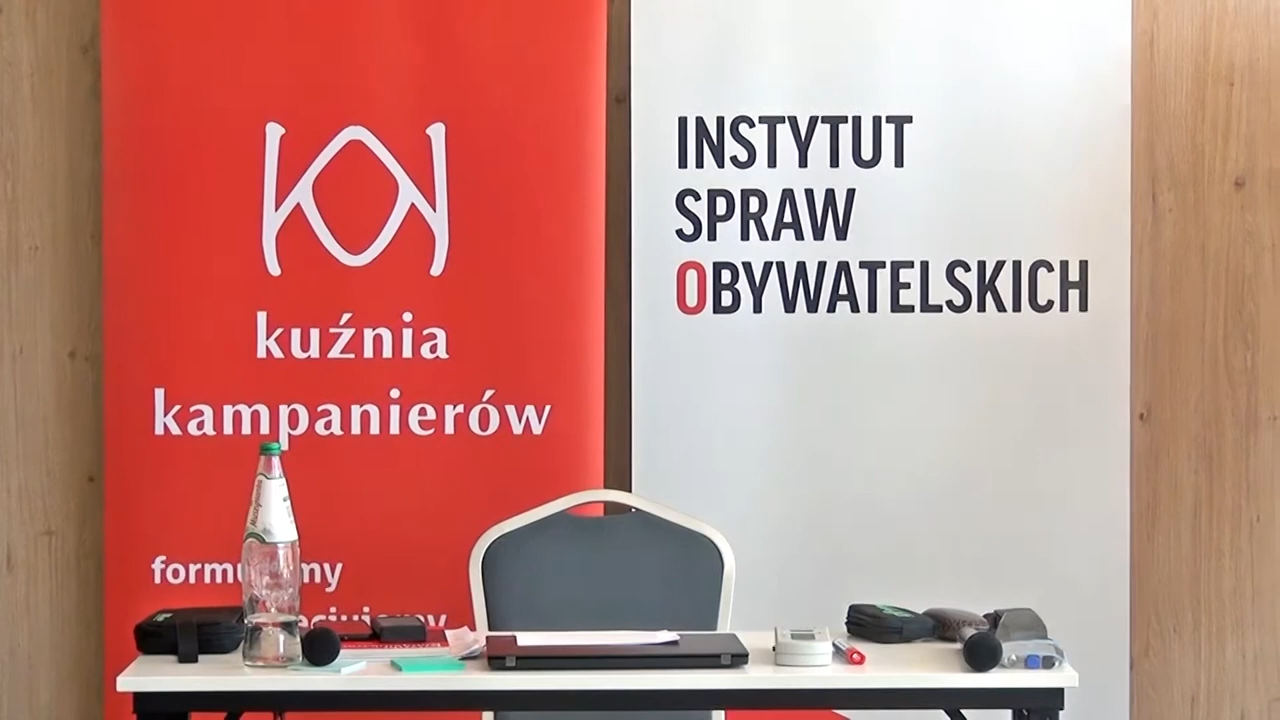 kuźnia
kampanierów
INSTYTUT
SPRAW
OBYWATELSKICH